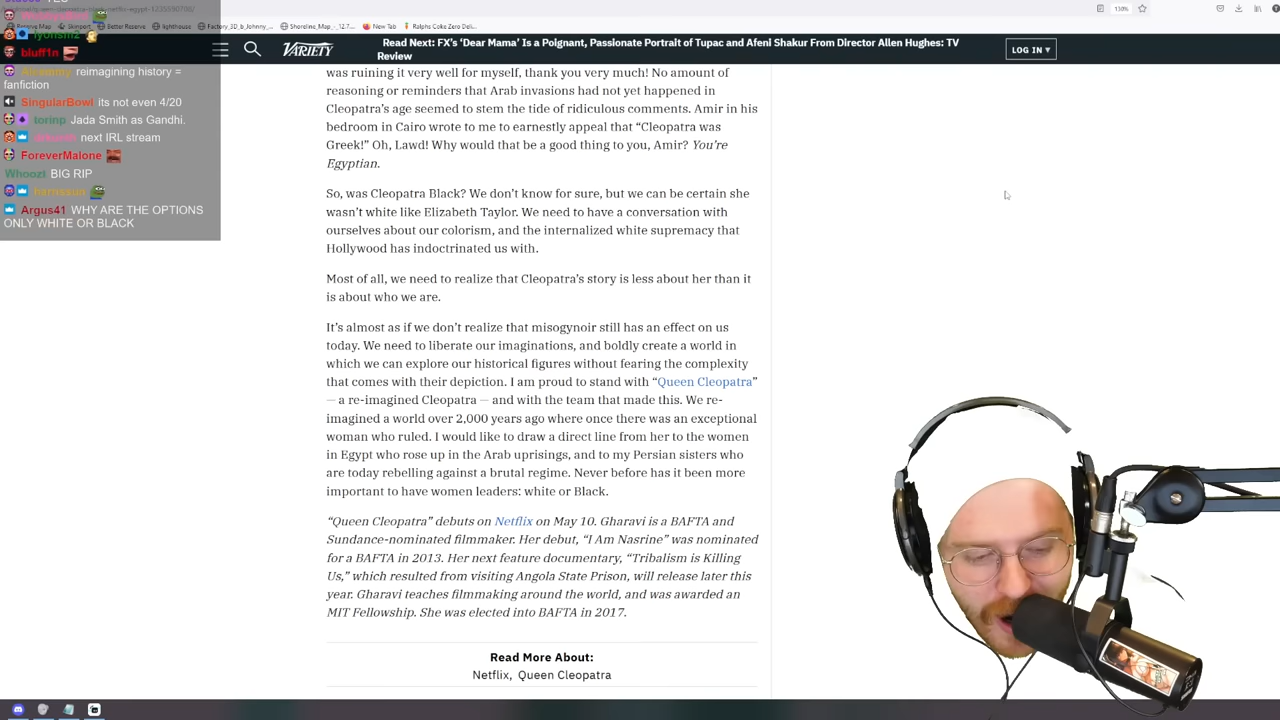 130%
Better Reserve
lighthouse
Factory_3D_b_Johnny_...
Shoreline_Map_-_12.7...
New Tab
Ralphs Coke Zero Deli...
VARIETY
Read Next: FX's 'Dear Mama' Is a Poignant, Passionate Portrait of Tupac and Afeni Shakur From Director Allen Hughes: TV
Review
LOG IN
bluff1n
reimagining history =
fanfiction
SingularBowl its not even 4/20
torinp Jada Smith as Gandhi.
next IRL stream
ForeverMalone
Whoozi BIG RIP
Argus41 WHY ARE THE OPTIONS
ONLY WHITE OR BLACK
was ruining it very well for myself, thank you very much! No amount of
reasoning or reminders that Arab invasions had not yet happened in
Cleopatra's age seemed to stem the tide of ridiculous comments. Amir in his
bedroom in Cairo wrote to me to earnestly appeal that "Cleopatra was
Greek!" Oh, Lawd! Why would that be a good thing to you, Amir? You're
Egyptian.
So, was Cleopatra Black? We don't know for sure, but we can be certain she
wasn't white like Elizabeth Taylor. We need to have a conversation with
ourselves about our colorism, and the internalized white supremacy that
Hollywood has indoctrinated us with.
Most of all, we need to realize that Cleopatra's story is less about her than it
is about who we are.
It's almost as if we don't realize that misogynoir still has an effect on us
today. We need to liberate our imaginations, and boldly create a world in
which we can explore our historical figures without fearing the complexity
that comes with their depiction. I am proud to stand with "Queen Cleopatra"
— a re-imagined Cleopatra — and with the team that made this. We re-
imagined a world over 2,000 years ago where once there was an exceptional
woman who ruled. I would like to draw a direct line from her to the women
in Egypt who rose up in the Arab uprisings, and to my Persian sisters who
are today rebelling against a brutal regime. Never before has it been more
important to have women leaders: white or Black.
"Queen Cleopatra" debuts on Netflix on May 10. Gharavi is a BAFTA and
Sundance-nominated filmmaker. Her debut, "I Am Nasrine" was nominated
for a BAFTA in 2013. Her next feature documentary, "Tribalism is Killing
Us," which resulted from visiting Angola State Prison, will release later this
year. Gharavi teaches filmmaking around the world, and was awarded an
MIT Fellowship. She was elected into BAFTA in 2017.
Read More About:
Netflix, Queen Cleopatra